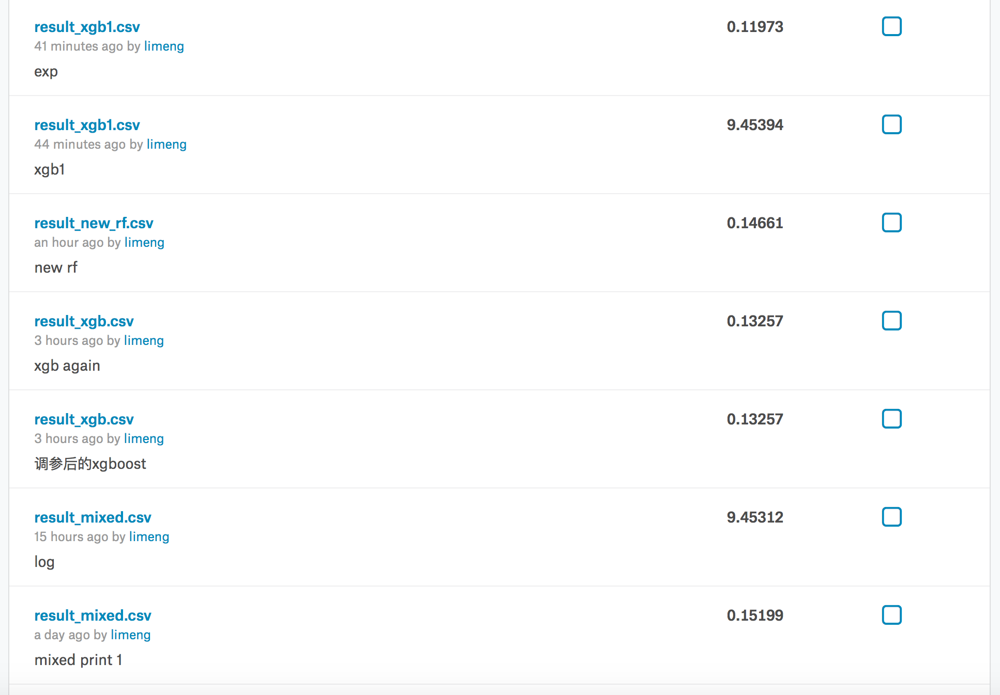 result_xgb1.csv 0.11973
41 minutes ago by limeng
exp
result_xgb1.csv 9.45394
44 minutes ago by limeng
xgb1
result_new_rf.csv 0.14661
an hour ago by limeng
new rf
result_xgb.csv 0.13257
3 hours ago by limeng
xgb again
result_xgb.csv 0.13257
3 hours ago by limeng
调参后的xgboost
result_mixed.csv 9.45312
15 hours ago by limeng
log
result_mixed.csv 0.15199
a day ago by limeng
mixed print 1